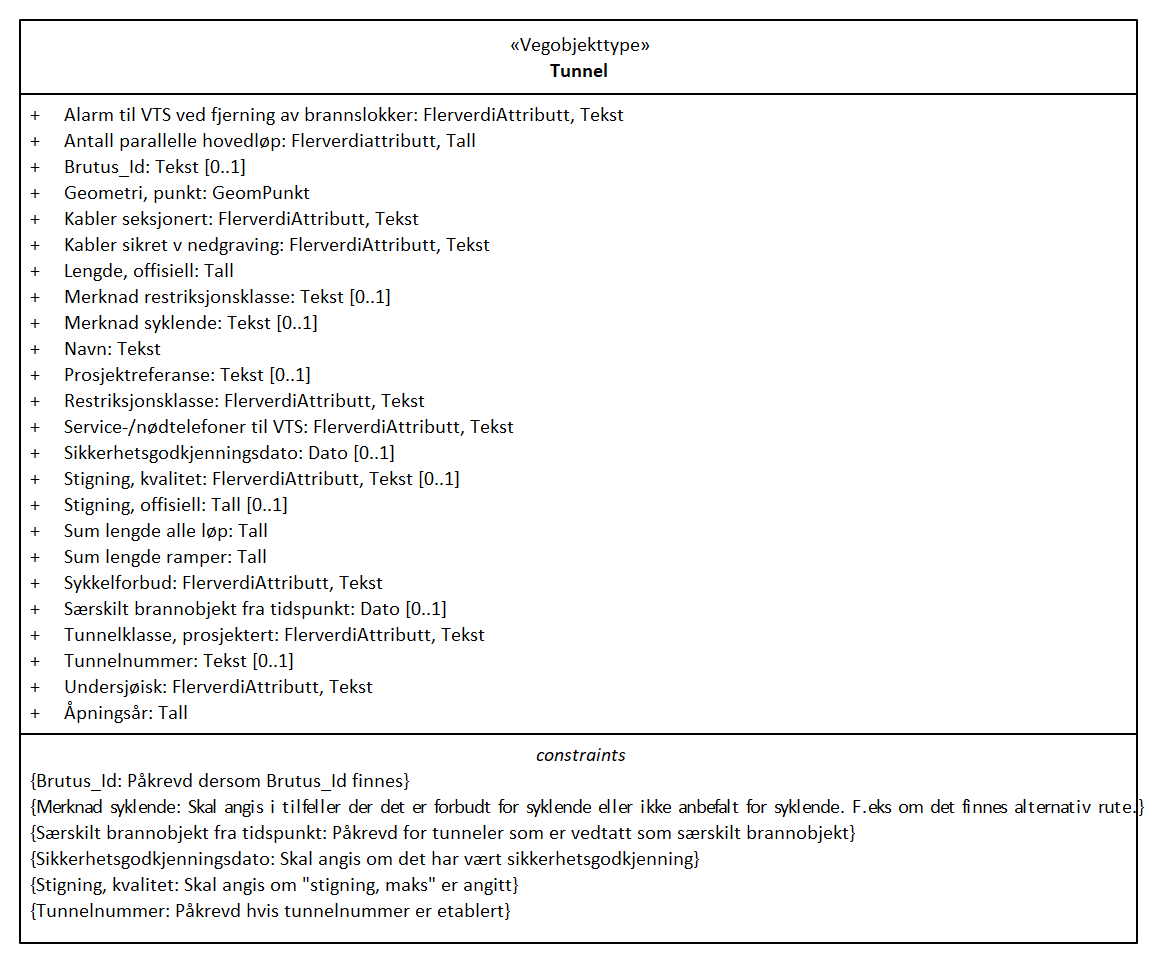 «Vegobjekttype»
Tunnel
+ Alarm til VTS ved fjerning av brannslokker: FlerverdiAttributt, Tekst
+ Antall parallelle hovedløp: Flerverdiattributt, Tall
+ Brutus_Id: Tekst [0..1]
+ Geometri, punkt: GeomPunkt
+ Kabler seksjonert: FlerverdiAttributt, Tekst
+ Kabler sikret v nedgraving: FlerverdiAttributt, Tekst
+ Lengde, offisiell: Tall
+ Merknad restriksjonsklasse: Tekst [0..1]
+ Merknad syklende: Tekst [0..1]
+ Navn: Tekst
+ Prosjektreferanse: Tekst [0..1]
+ Restriksjonsklasse: FlerverdiAttributt, Tekst
+ Service-/nødtelefoner til VTS: FlerverdiAttributt, Tekst
+ Sikkerhetsgodkjenningsdato: Dato [0..1]
+ Stigning, kvalitet: FlerverdiAttributt, Tekst [0..1]
+ Stigning, offisiell: Tall [0..1]
+ Sum lengde alle løp: Tall
+ Sum lengde ramper: Tall
+ Sykkelforbud: FlerverdiAttributt, Tekst
+ Særskilt brannobjekt fra tidspunkt: Dato [0..1]
+ Tunnelklasse, prosjektert: FlerverdiAttributt, Tekst
+ Tunnelnummer: Tekst [0..1]
+ Undersjøisk: FlerverdiAttributt, Tekst
+ Åpningsår: Tall
constraints
{Brutus_Id: Påkrevd dersom Brutus_Id finnes}
{Merknad syklende: Skal angis i tilfeller der det er forbudt for syklende eller ikke anbefalt for syklende. F.eks om det finnes alternativ rute.}
{Særskilt brannobjekt fra tidspunkt: Påkrevd for tunneler som er vedtatt som særskilt brannobjekt}
{Sikkerhetsgodkjenningsdato: Skal angis om det har vært sikkerhetsgodkjenning}
{Stigning, kvalitet: Skal angis om "stigning, maks" er angitt}
{Tunnelnummer: Påkrevd hvis tunnelnummer er etablert}